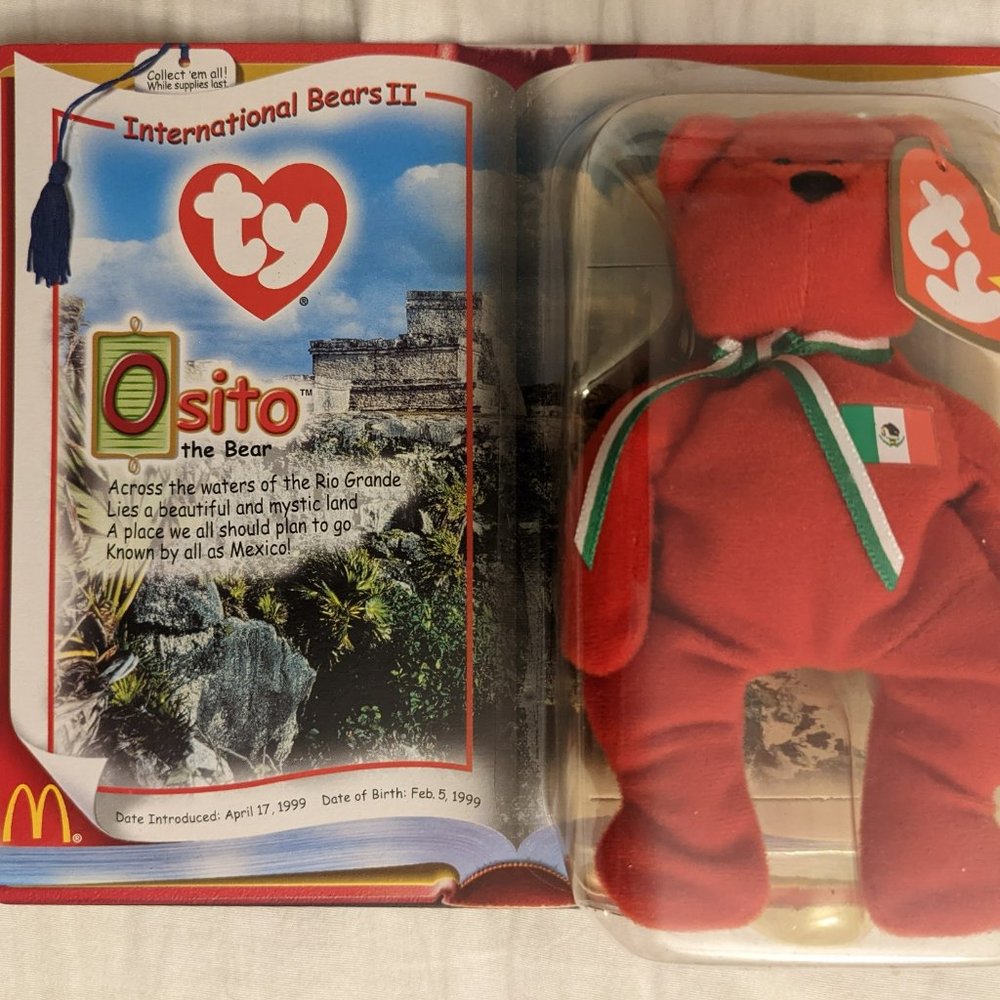 Collect 'em all!
While supplies last
International Bears II
ty
®
Osito™
the Bear
Across the waters of the Rio Grande
Lies a beautiful and mystic land
A place we all should plan to go
Known by all as Mexico!
Date Introduced: April 17, 1999 Date of Birth: Feb. 5, 1999
M®
ty